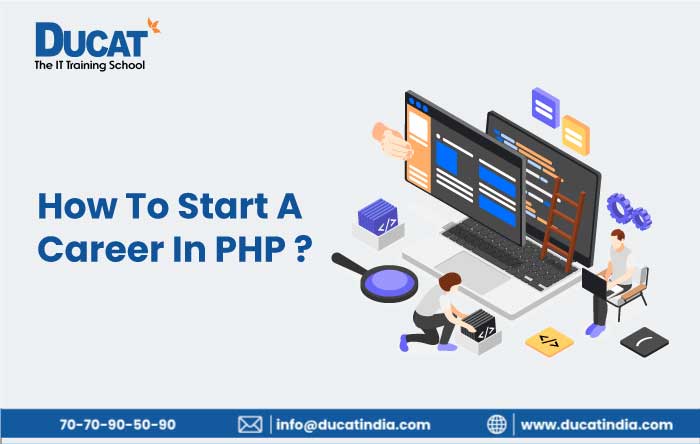 DUCAT
The IT Training School
How To Start A
Career In PHP ?
</>
</>
</>
70-70-90-50-90
info@ducatindia.com
www.ducatindia.com